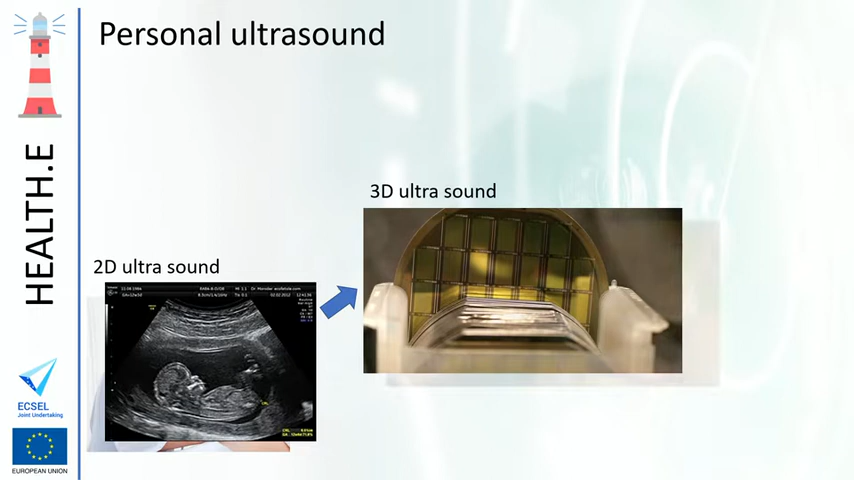 Personal ultrasound
HEALTH.E
3D ultra sound
2D ultra sound
ECSEL
Joint Undertaking
EUROPEAN UNION